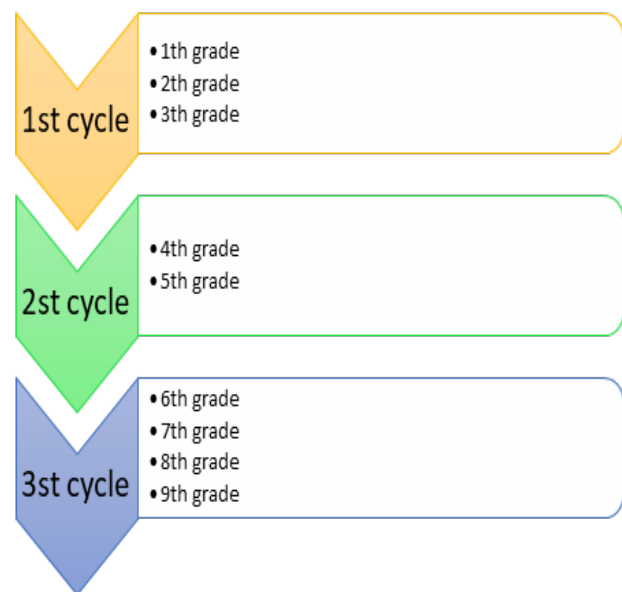 1st cycle
• 1th grade
• 2th grade
• 3th grade
2st cycle
• 4th grade
• 5th grade
3st cycle
• 6th grade
• 7th grade
• 8th grade
• 9th grade